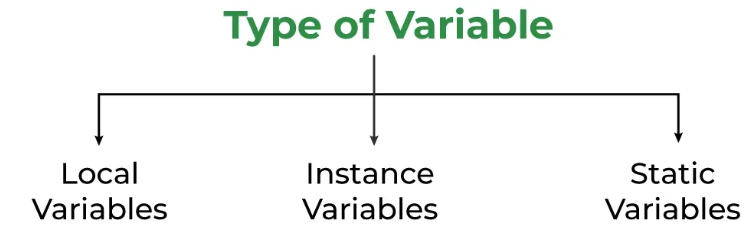 Type of Variable
Local
Variables
Instance
Variables
Static
Variables